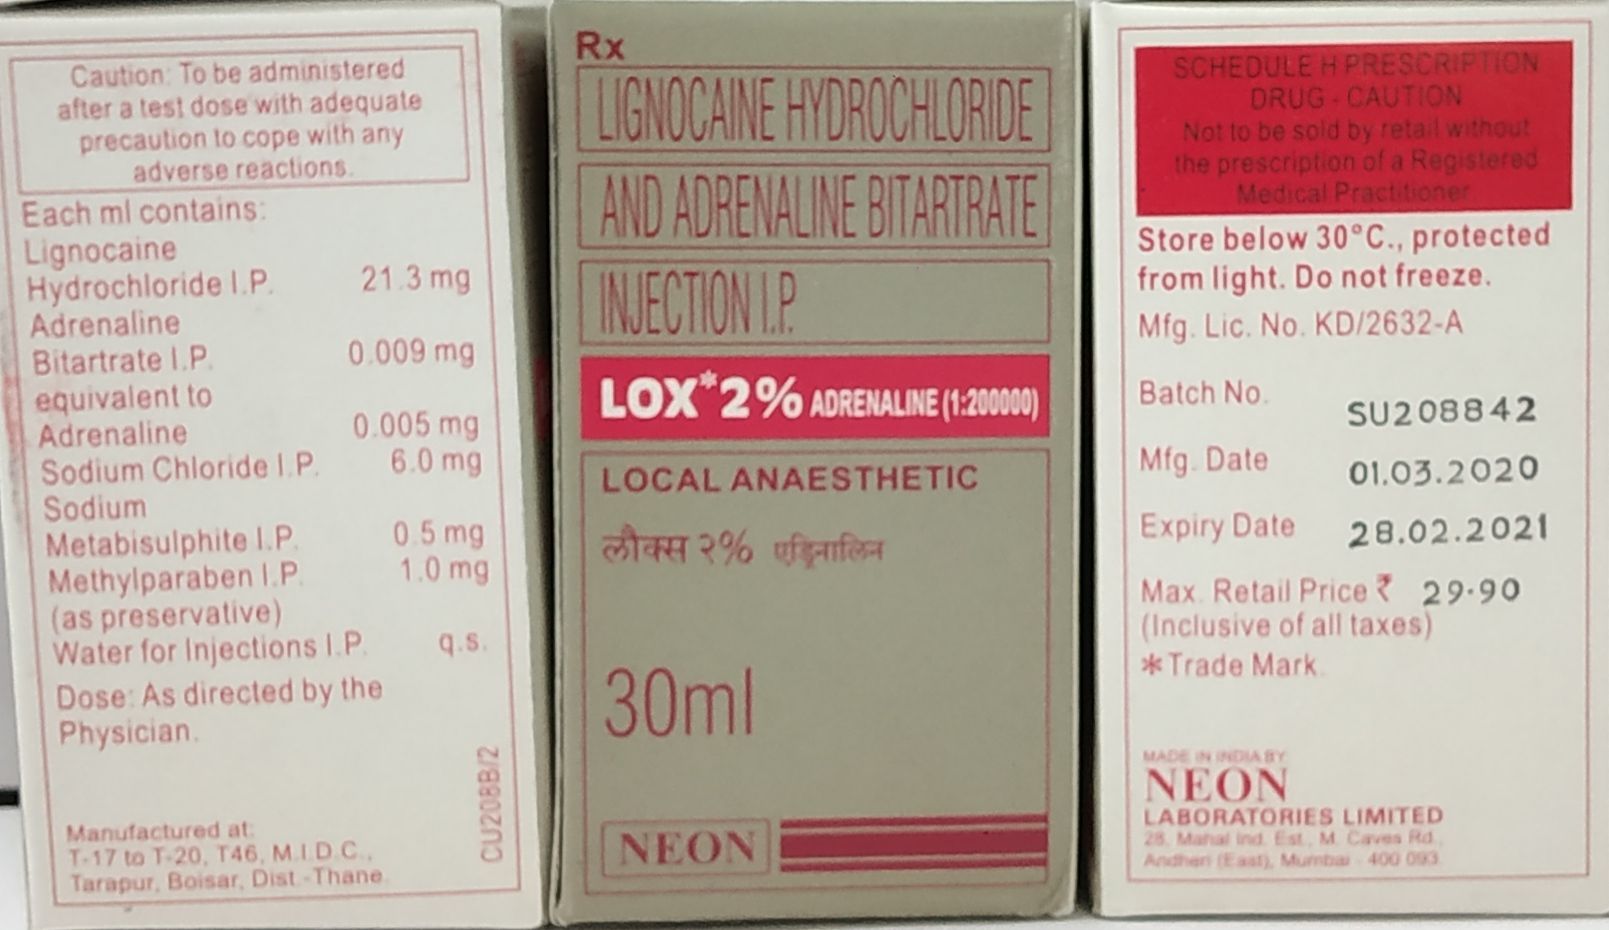 Caution: To be administered
after a test dose with adequate
precaution to cope with any
adverse reactions.
Each ml contains:
Lignocaine
Hydrochloride I.P. 21.3 mg
Adrenaline
Bitartrate I.P. 0.009 mg
equivalent to
Adrenaline 0.005 mg
Sodium Chloride I.P. 6.0 mg
Sodium
Metabisulphite I.P. 0.5 mg
Methylparaben I.P. 1.0 mg
(as preservative)
Water for Injections I.P. q.s.
Dose: As directed by the
Physician.
CU208B/2
Manufactured at:
T-17 to T-20, T46, M.I.D.C.,
Tarapur, Boisar, Dist.-Thane.
Rx
LIGNOCAINE HYDROCHLORIDE
AND ADRENALINE BITARTRATE
INJECTION I.P.
LOX*2% ADRENALINE (1:200000)
LOCAL ANAESTHETIC
लौक्स २% एड्रिनालिन
30ml
NEON
SCHEDULE H PRESCRIPTION
DRUG - CAUTION
Not to be sold by retail without
the prescription of a Registered
Medical Practitioner
Store below 30°C., protected
from light. Do not freeze.
Mfg. Lic. No. KD/2632-A
Batch No. SU208842
Mfg. Date 01.03.2020
Expiry Date 28.02.2021
Max. Retail Price ₹ 29.90
(Inclusive of all taxes)
* Trade Mark.
MADE IN INDIA BY
NEON
LABORATORIES LIMITED
28, Mahal Ind. Est., M. Caves Rd.,
Andheri (East), Mumbai - 400 093.